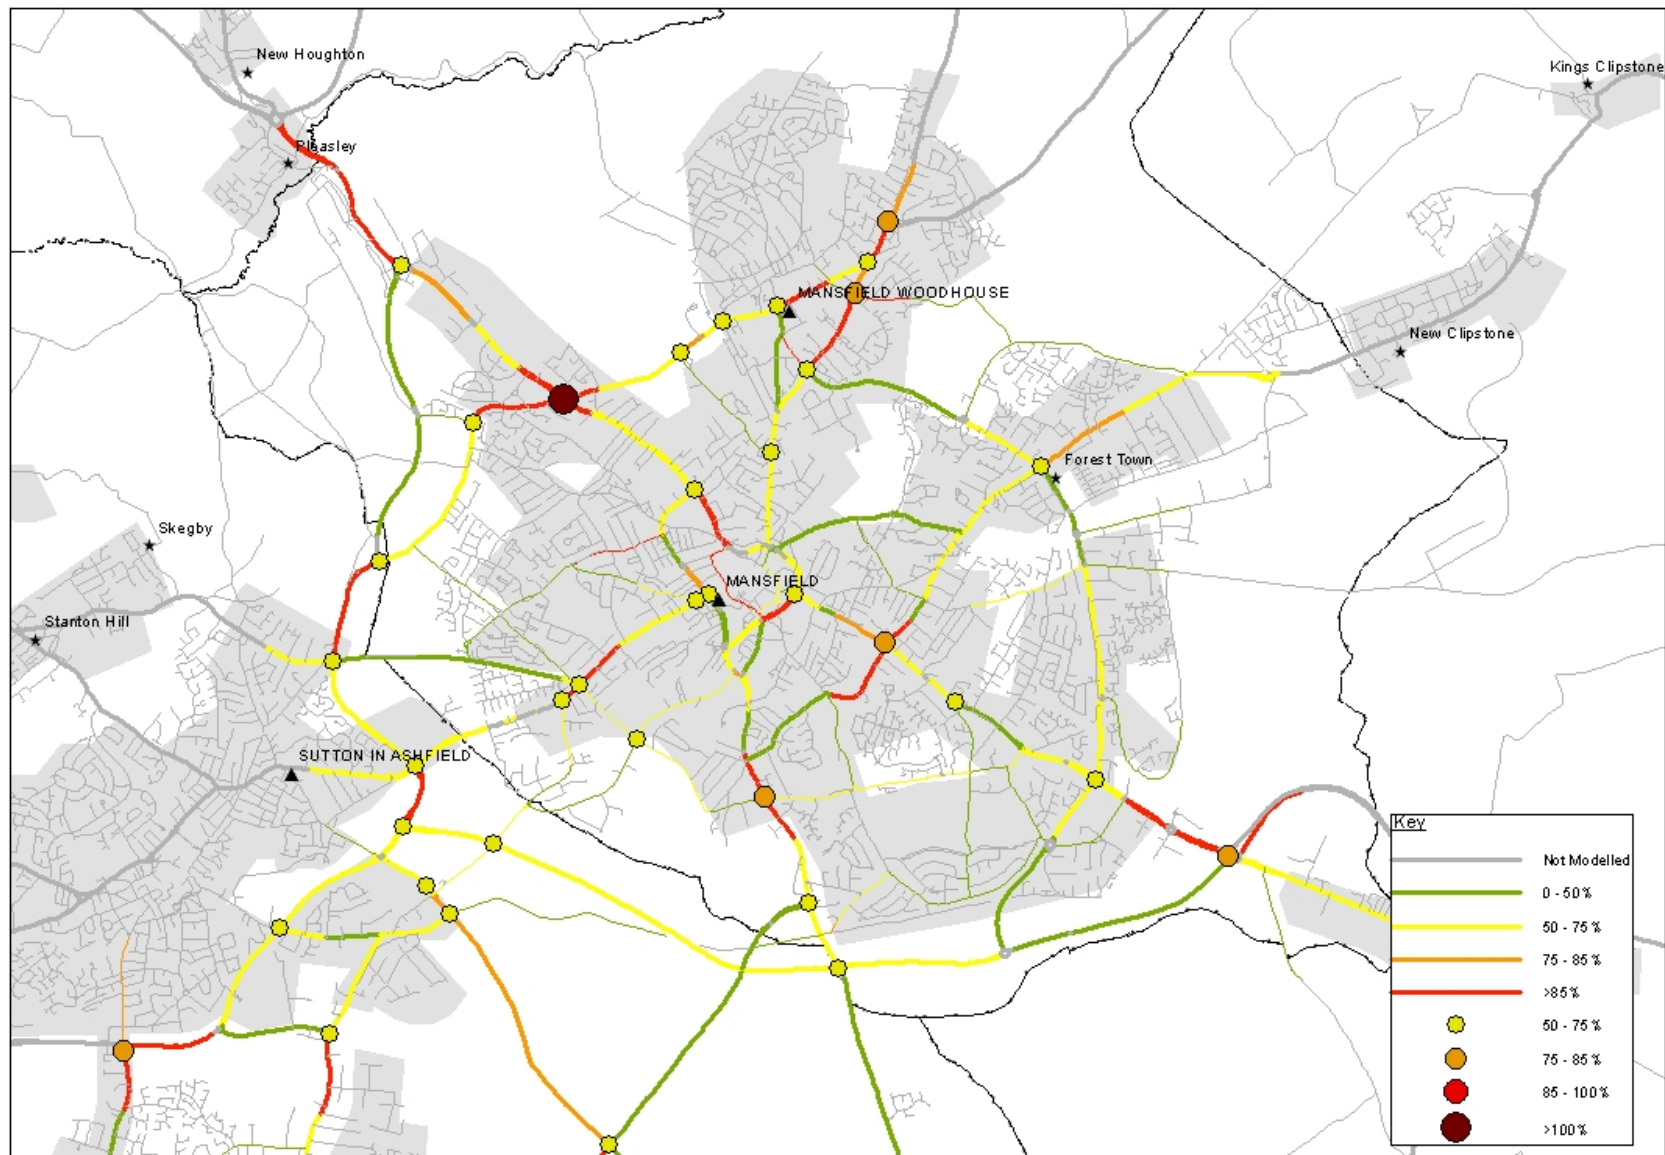 New Houghton
Kings Clipstone
Pleasley
MANSFIELD WOODHOUSE
New Clipstone
Forest Town
Skegby
MANSFIELD
Stanton Hill
SUTTON IN ASHFIELD
Key
Not Modelled
0 - 50%
50 - 75%
75 - 85%
>85%
50 - 75%
75 - 85%
85 - 100%
>100%